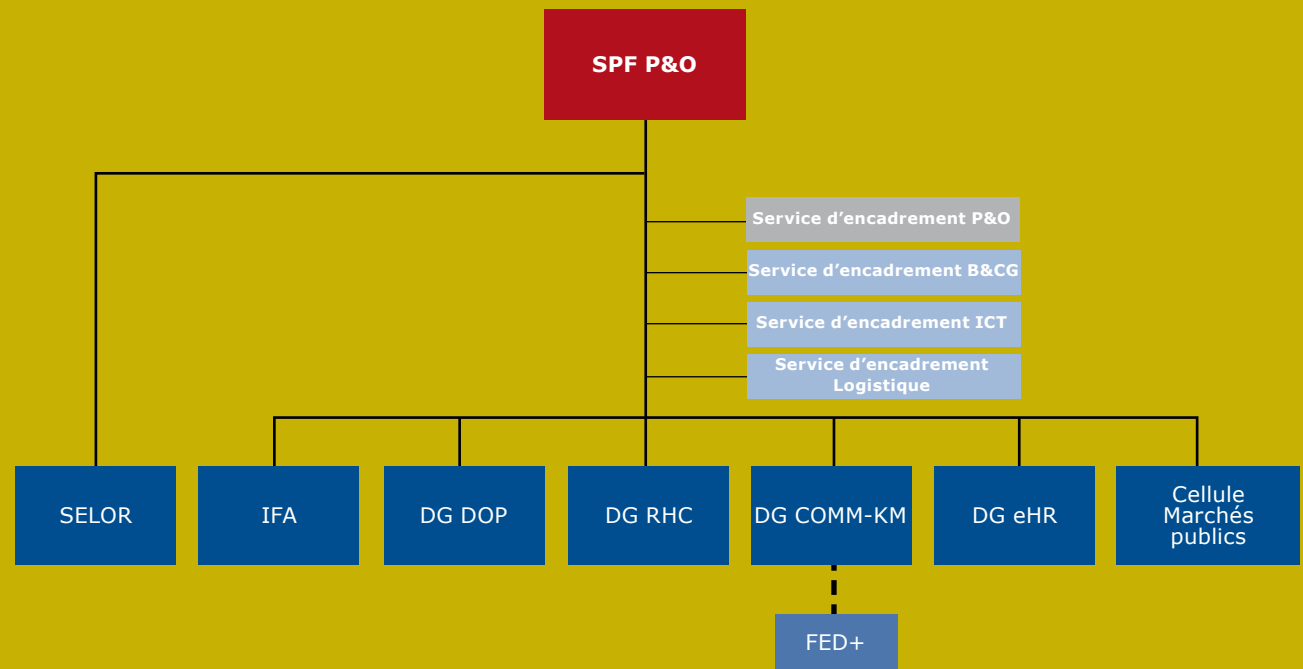 SPF P&O
Service d’encadrement P&O
Service d’encadrement B&CG
Service d’encadrement ICT
Service d’encadrement
Logistique
SELOR
IFA
DG DOP
DG RHC
DG COMM-KM
DG eHR
Cellule
Marchés
publics
FED+